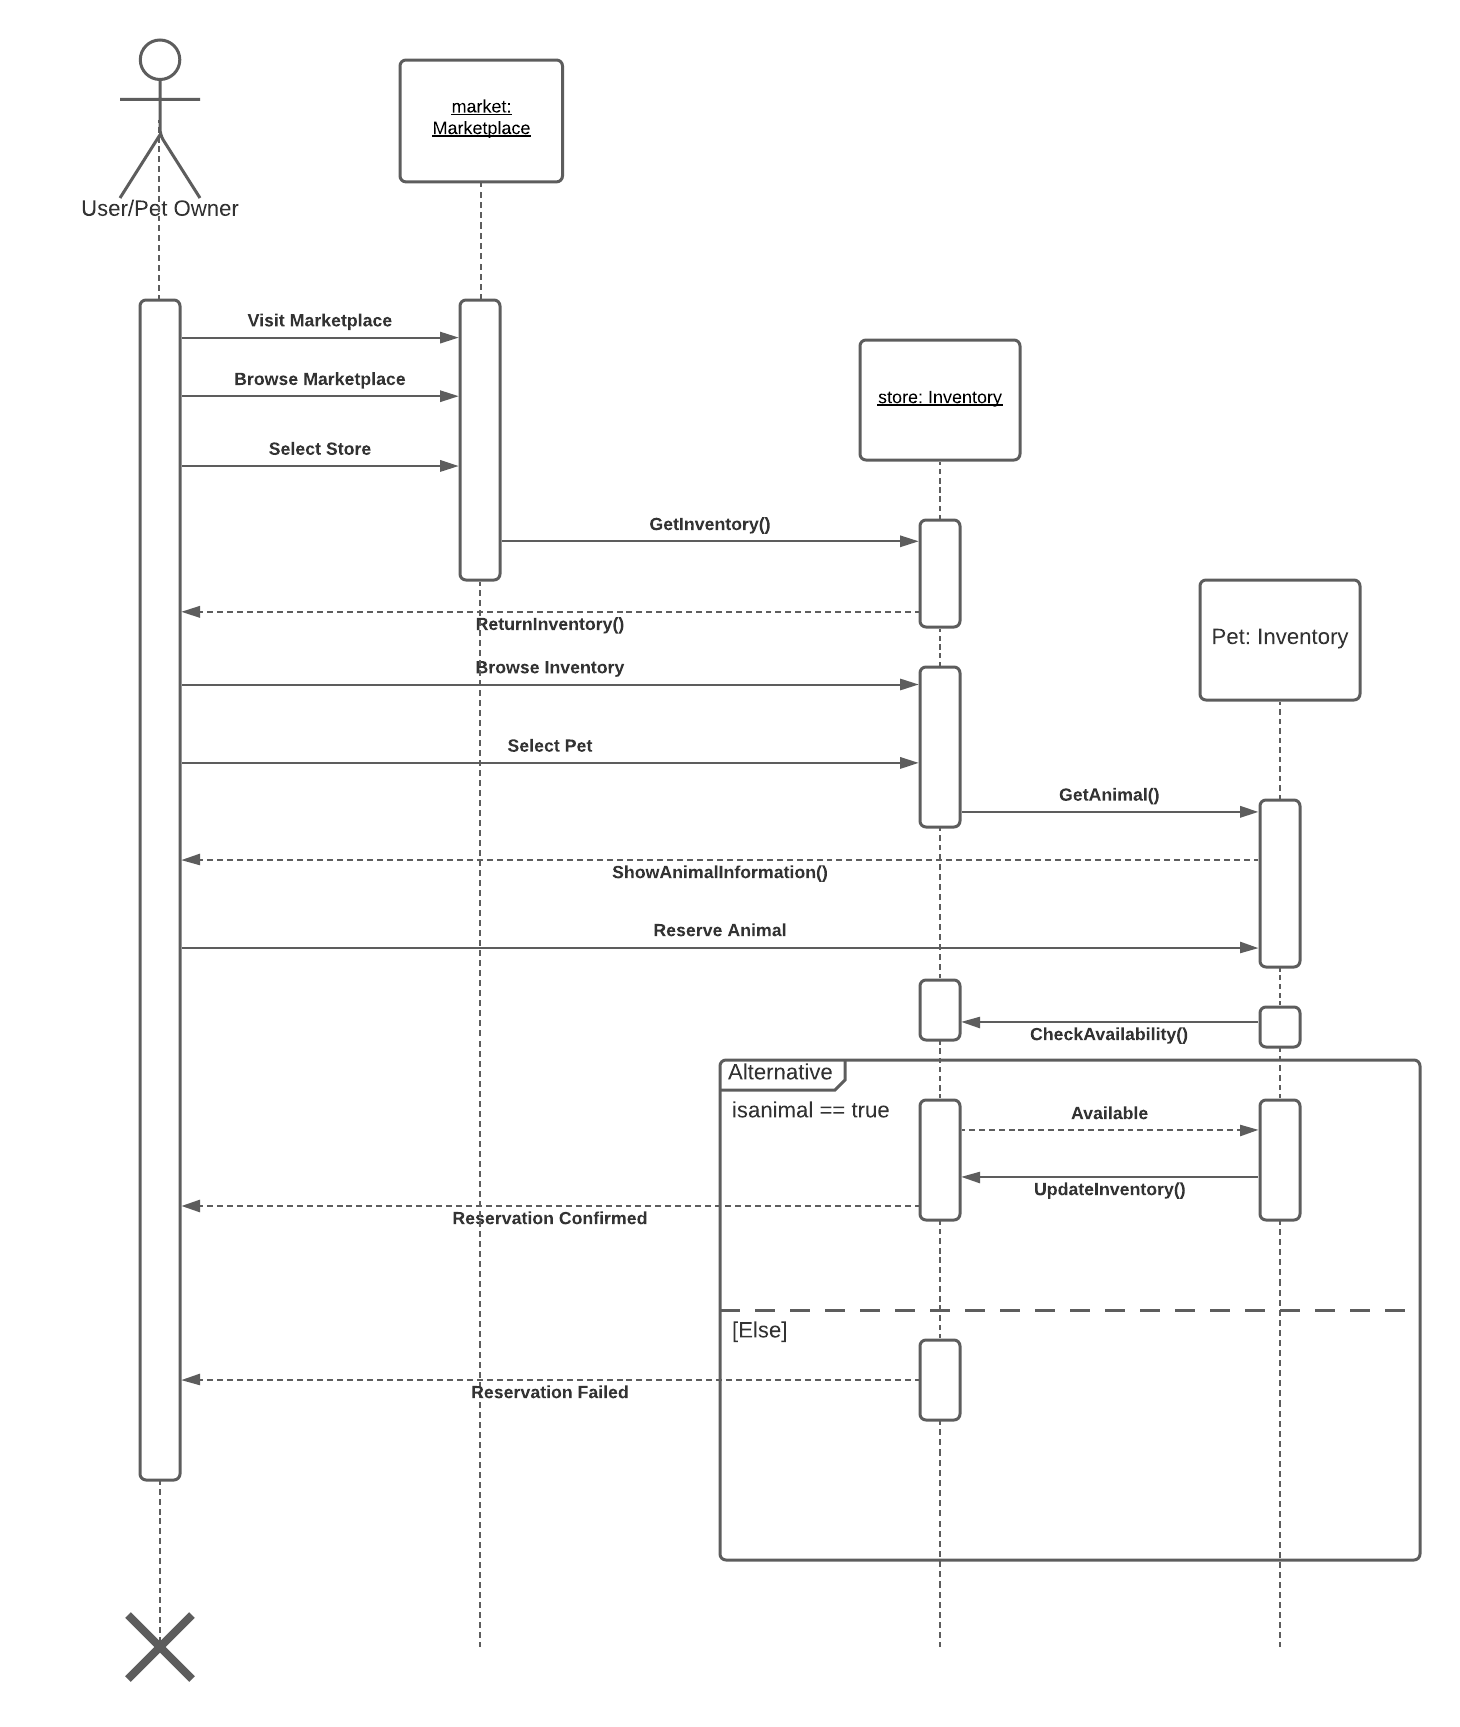 market:
Marketplace
User/Pet Owner
Visit Marketplace
Browse Marketplace
store: Inventory
Select Store
GetInventory()
ReturnInventory()
Pet: Inventory
Browse Inventory
Select Pet
GetAnimal()
ShowAnimalInformation()
Reserve Animal
CheckAvailability()
Alternative
isanimal == true
Available
UpdateInventory()
Reservation Confirmed
[Else]
Reservation Failed